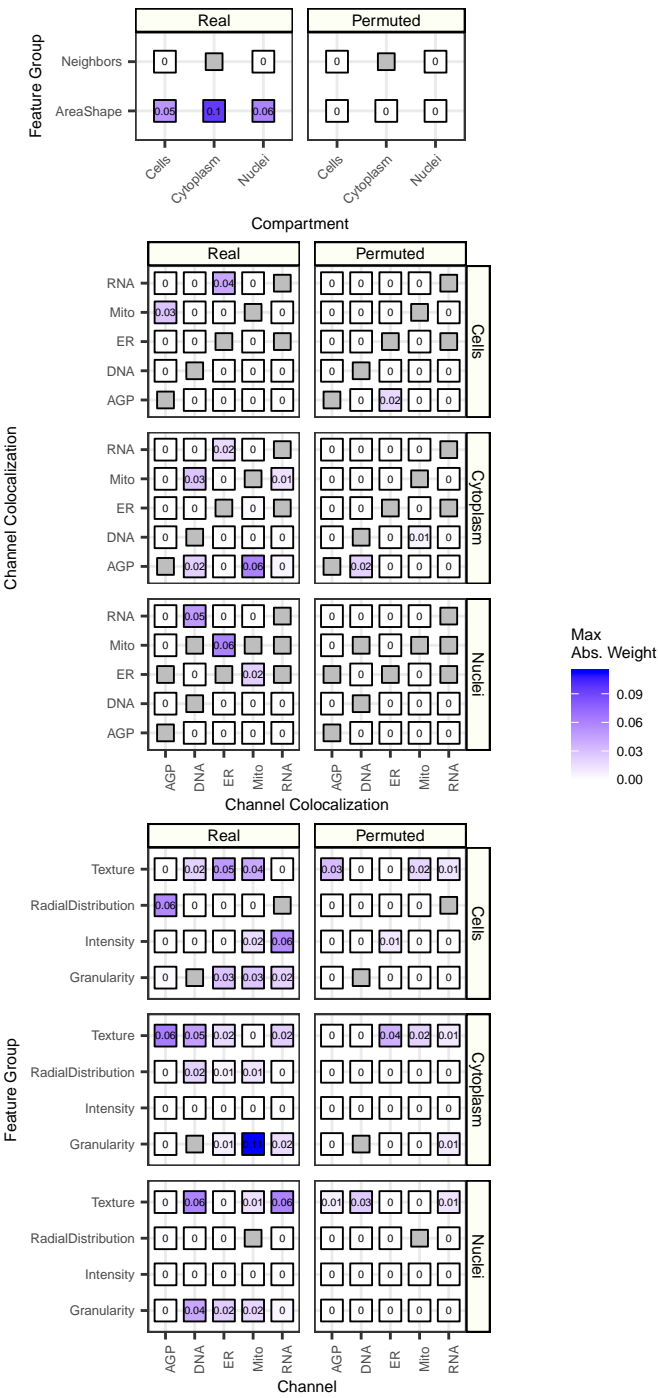 Real Permuted
Feature Group
Neighbors 0 0 0 0
AreaShape 0.05 0.1 0.06 0 0 0
Cells Cytoplasm Nuclei Cells Cytoplasm Nuclei
Compartment
Real Permuted
Channel Colocalization
Cells
RNA 0 0 0.04 0 0 0 0 0
Mito 0.03 0 0 0 0 0 0 0
ER 0 0 0 0 0 0
DNA 0 0 0 0 0 0 0 0
AGP 0 0 0 0 0 0.02 0 0
Cytoplasm
RNA 0 0 0.02 0 0 0 0 0
Mito 0 0.03 0 0.01 0 0 0 0
ER 0 0 0 0 0 0
DNA 0 0 0 0 0 0 0.01 0
AGP 0.02 0 0.06 0 0.02 0 0 0
Nuclei
RNA 0 0.05 0 0 0 0 0 0
Mito 0 0.06 0 0
ER 0 0.02 0 0
DNA 0 0 0 0 0 0 0 0
AGP 0 0 0 0 0 0 0 0
AGP DNA ER Mito RNA AGP DNA ER Mito RNA
Channel Colocalization
Max
Abs. Weight
0.09
0.06
0.03
0.00
Real Permuted
Feature Group
Cells
Texture 0 0.02 0.05 0.04 0 0.03 0 0 0.02 0.01
RadialDistribution 0.06 0 0 0 0 0 0 0
Intensity 0 0 0 0.02 0.06 0 0 0.01 0 0
Granularity 0 0.03 0.03 0.02 0 0 0 0
Cytoplasm
Texture 0.06 0.05 0.02 0 0.02 0 0 0.04 0.02 0.01
RadialDistribution 0 0.02 0.01 0.01 0 0 0 0 0 0
Intensity 0 0 0 0 0 0 0 0 0 0
Granularity 0 0.01 0.11 0.02 0 0 0 0.01
Nuclei
Texture 0 0.06 0 0.01 0.06 0.01 0.03 0 0 0.01
RadialDistribution 0 0 0 0 0 0 0 0
Intensity 0 0 0 0 0 0 0 0 0 0
Granularity 0 0.04 0.02 0.02 0 0 0 0 0 0
AGP DNA ER Mito RNA AGP DNA ER Mito RNA
Channel